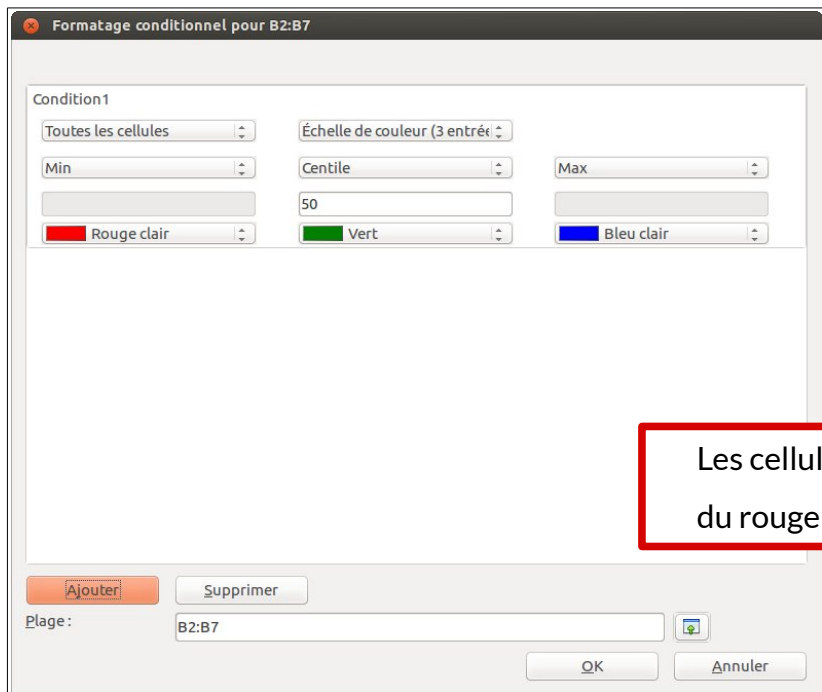 Formatage conditionnel pour B2:B7
Condition1
Toutes les cellules Échelle de couleur (3 entrée
Min Centile Max
50
Rouge clair Vert Bleu clair
Les cellul
du rouge
Ajouter Supprimer
Plage : B2:B7
OK Annuler